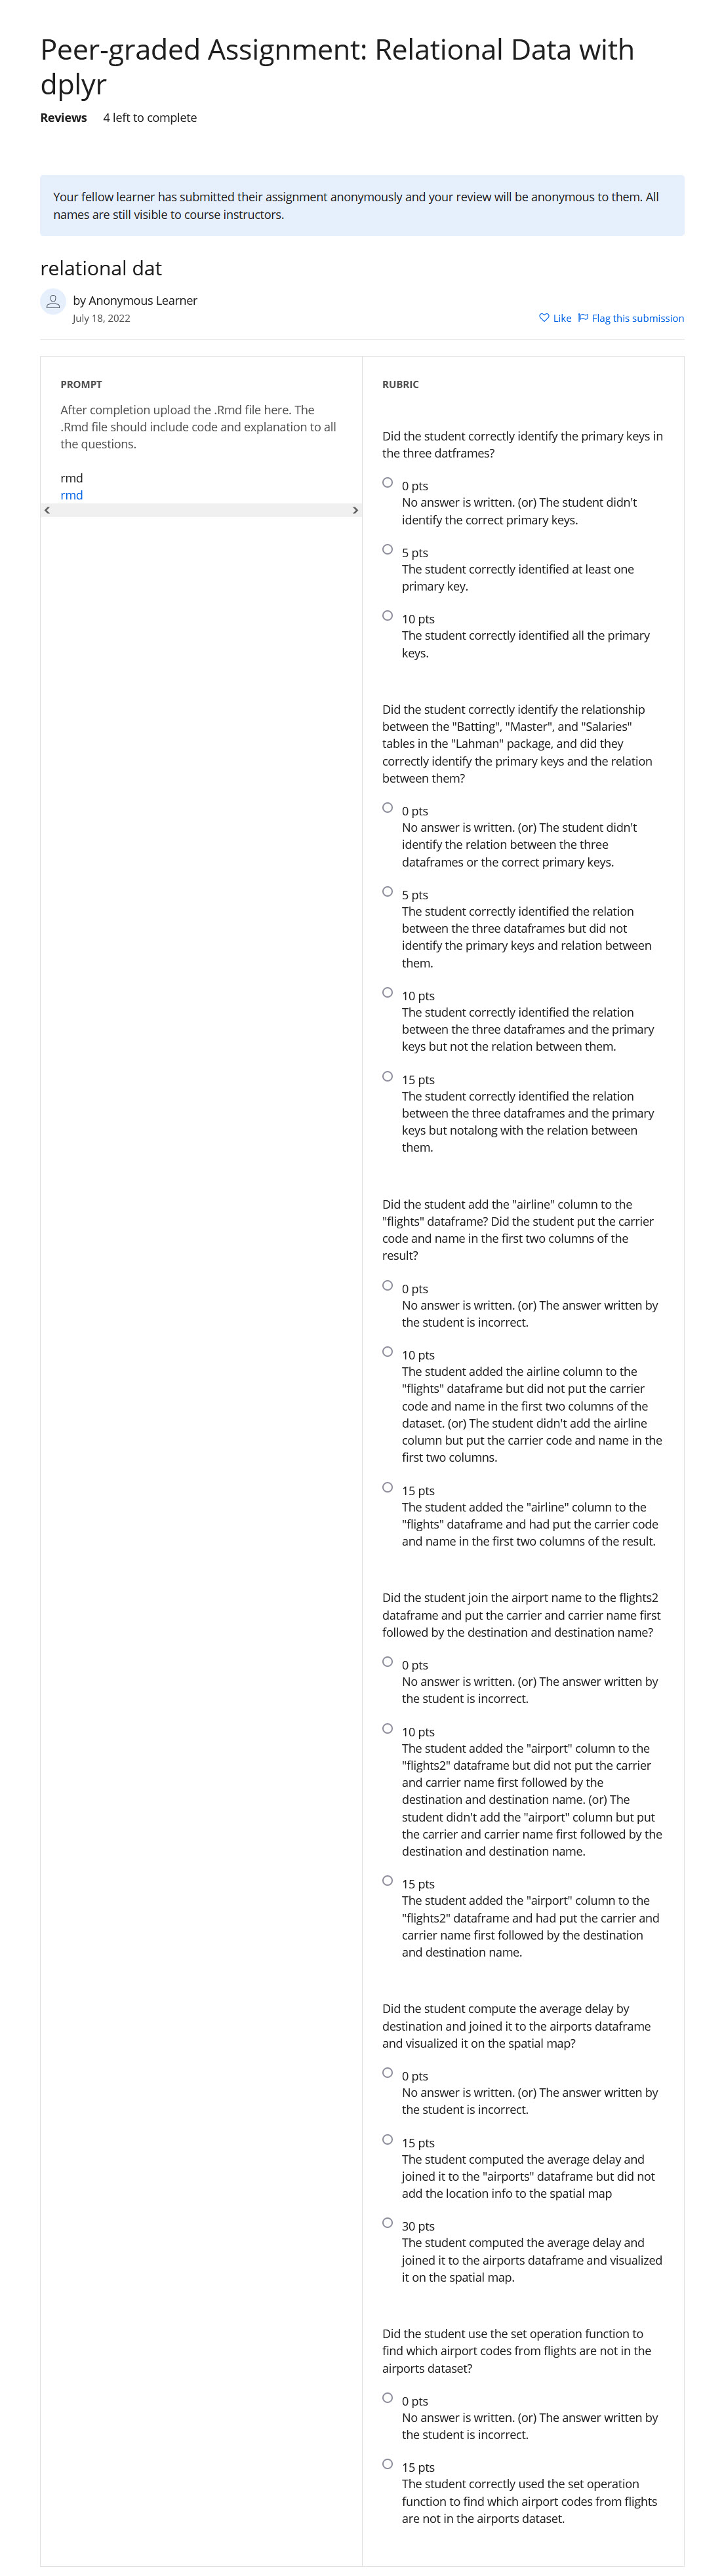 Peer-graded Assignment: Relational Data with
dplyr
Reviews 4 left to complete
Your fellow learner has submitted their assignment anonymously and your review will be anonymous to them. All
names are still visible to course instructors.
relational dat
by Anonymous Learner
July 18, 2022
Like Flag this submission
PROMPT
After completion upload the .Rmd file here. The
.Rmd file should include code and explanation to all
the questions.
rmd
rmd
RUBRIC
Did the student correctly identify the primary keys in
the three datframes?
0 pts
No answer is written. (or) The student didn't
identify the correct primary keys.
5 pts
The student correctly identified at least one
primary key.
10 pts
The student correctly identified all the primary
keys.
Did the student correctly identify the relationship
between the "Batting", "Master", and "Salaries"
tables in the "Lahman" package, and did they
correctly identify the primary keys and the relation
between them?
0 pts
No answer is written. (or) The student didn't
identify the relation between the three
dataframes or the correct primary keys.
5 pts
The student correctly identified the relation
between the three dataframes but did not
identify the primary keys and relation between
them.
10 pts
The student correctly identified the relation
between the three dataframes and the primary
keys but not the relation between them.
15 pts
The student correctly identified the relation
between the three dataframes and the primary
keys but notalong with the relation between
them.
Did the student add the "airline" column to the
"flights" dataframe? Did the student put the carrier
code and name in the first two columns of the
result?
0 pts
No answer is written. (or) The answer written by
the student is incorrect.
10 pts
The student added the airline column to the
"flights" dataframe but did not put the carrier
code and name in the first two columns of the
dataset. (or) The student didn't add the airline
column but put the carrier code and name in the
first two columns.
15 pts
The student added the "airline" column to the
"flights" dataframe and had put the carrier code
and name in the first two columns of the result.
Did the student join the airport name to the flights2
dataframe and put the carrier and carrier name first
followed by the destination and destination name?
0 pts
No answer is written. (or) The answer written by
the student is incorrect.
10 pts
The student added the "airport" column to the
"flights2" dataframe but did not put the carrier
and carrier name first followed by the
destination and destination name. (or) The
student didn't add the "airport" column but put
the carrier and carrier name first followed by the
destination and destination name.
15 pts
The student added the "airport" column to the
"flights2" dataframe and had put the carrier and
carrier name first followed by the destination
and destination name.
Did the student compute the average delay by
destination and joined it to the airports dataframe
and visualized it on the spatial map?
0 pts
No answer is written. (or) The answer written by
the student is incorrect.
15 pts
The student computed the average delay and
joined it to the "airports" dataframe but did not
add the location info to the spatial map
30 pts
The student computed the average delay and
joined it to the airports dataframe and visualized
it on the spatial map.
Did the student use the set operation function to
find which airport codes from flights are not in the
airports dataset?
0 pts
No answer is written. (or) The answer written by
the student is incorrect.
15 pts
The student correctly used the set operation
function to find which airport codes from flights
are not in the airports dataset.